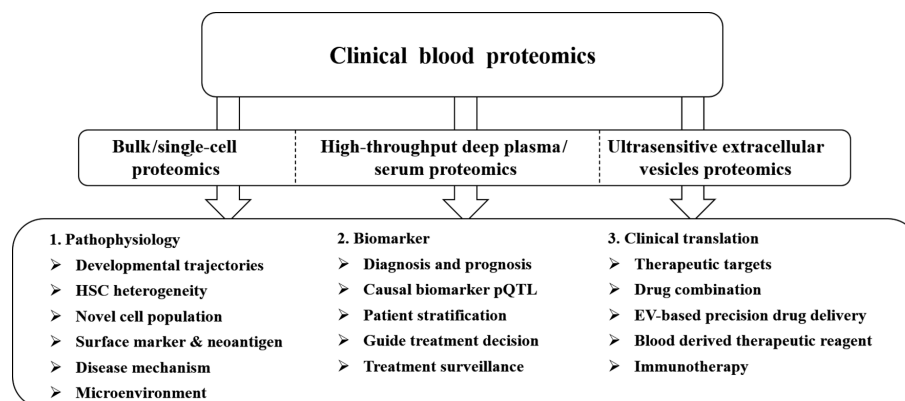 Clinical blood proteomics
Bulk/single-cell
proteomics
High-throughput deep plasma/
serum proteomics
Ultrasensitive extracellular
vesicles proteomics
1. Pathophysiology
➢ Developmental trajectories
➢ HSC heterogeneity
➢ Novel cell population
➢ Surface marker & neoantigen
➢ Disease mechanism
➢ Microenvironment
2. Biomarker
➢ Diagnosis and prognosis
➢ Causal biomarker pQTL
➢ Patient stratification
➢ Guide treatment decision
➢ Treatment surveillance
3. Clinical translation
➢ Therapeutic targets
➢ Drug combination
➢ EV-based precision drug delivery
➢ Blood derived therapeutic reagent
➢ Immunotherapy